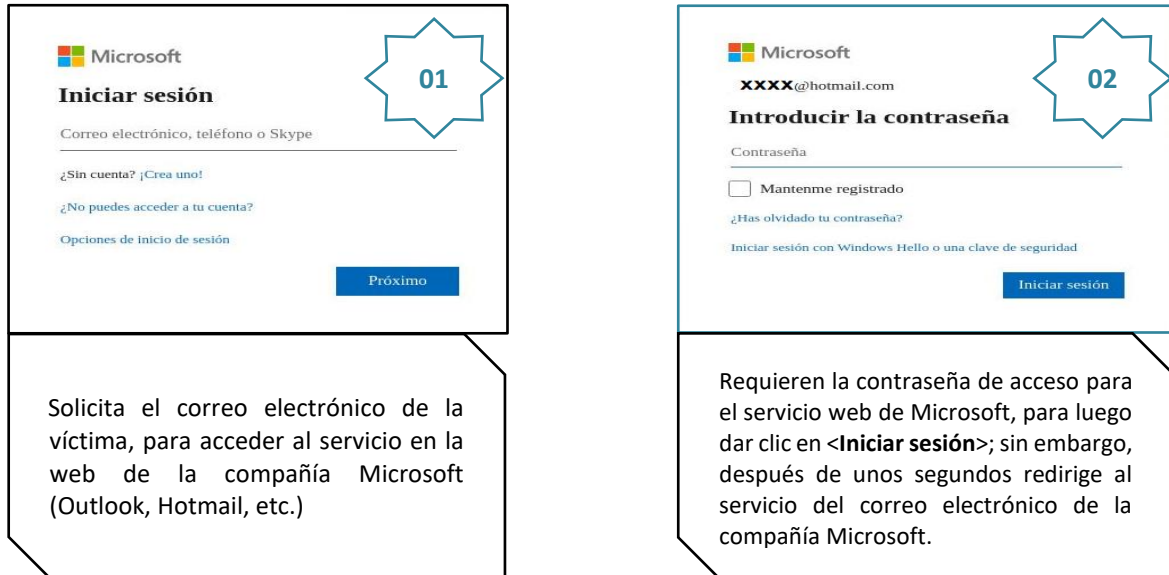 Microsoft
01
Iniciar sesión
Correo electrónico, teléfono o Skype
¿Sin cuenta? ¡Crea uno!
¿No puedes acceder a tu cuenta?
Opciones de inicio de sesión
Próximo
Solicita el correo electrónico de la
víctima, para acceder al servicio en la
web de la compañía Microsoft
(Outlook, Hotmail, etc.)
Microsoft
XXXX@hotmail.com
02
Introducir la contraseña
Contraseña
Mantenme registrado
¿Has olvidado tu contraseña?
Iniciar sesión con Windows Hello o una clave de seguridad
Iniciar sesión
Requieren la contraseña de acceso para
el servicio web de Microsoft, para luego
dar clic en <Iniciar sesión>; sin embargo,
después de unos segundos redirige al
servicio del correo electrónico de la
compañía Microsoft.